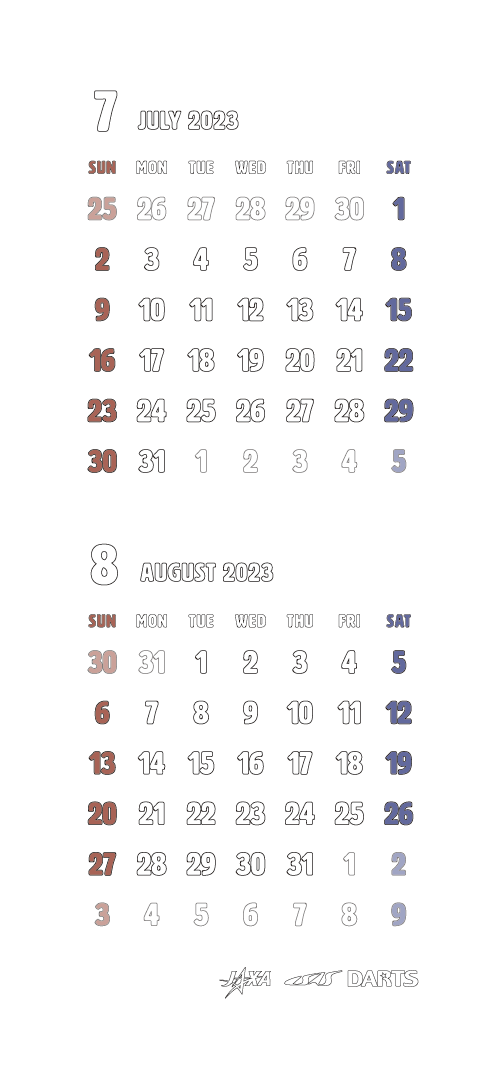 7 JULY 2023
SUN MON TUE WED THU FRI SAT
25 26 27 28 29 30 1
2 3 4 5 6 7 8
9 10 11 12 13 14 15
16 17 18 19 20 21 22
23 24 25 26 27 28 29
30 31 1 2 3 4 5
8 AUGUST 2023
SUN MON TUE WED THU FRI SAT
30 31 1 2 3 4 5
6 7 8 9 10 11 12
13 14 15 16 17 18 19
20 21 22 23 24 25 26
27 28 29 30 31 1 2
3 4 5 6 7 8 9
JAXA ISAS DARTS